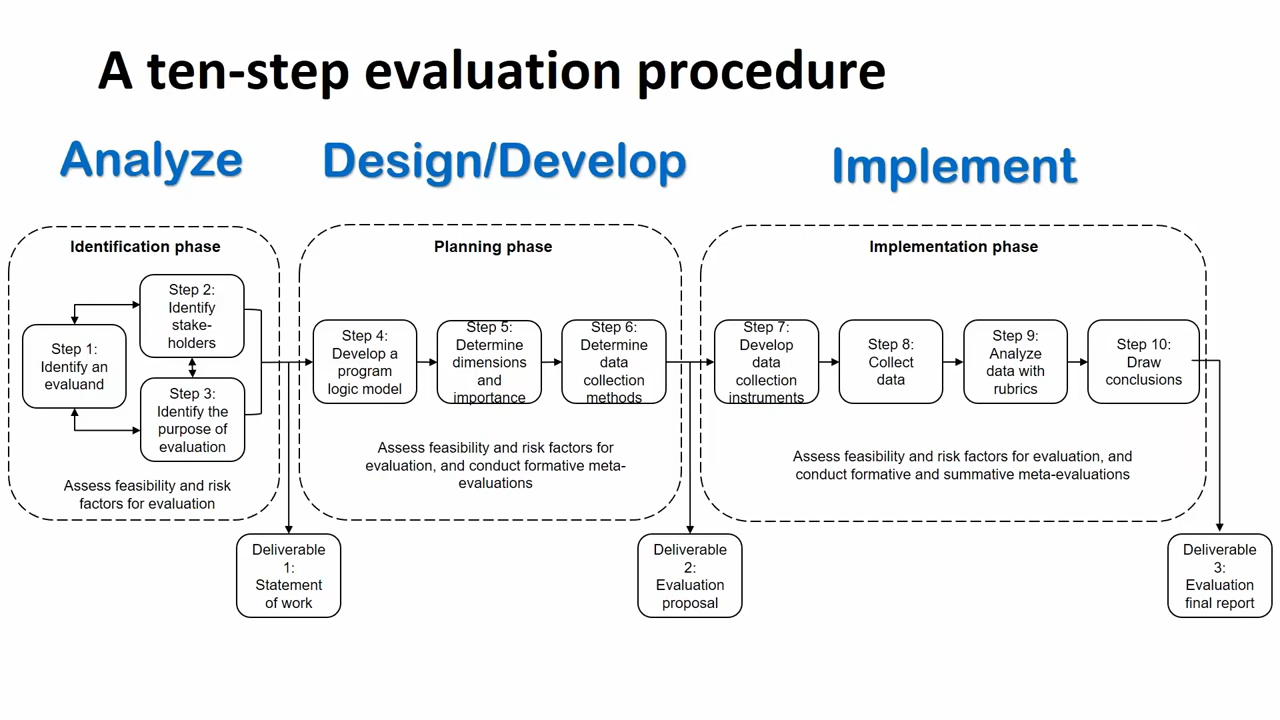 A ten-step evaluation procedure
Analyze
Design/Develop
Implement
Identification phase
Step 1:
Identify an
evaluand
Step 2:
Identify
stake-
holders
Step 3:
Identify the
purpose of
evaluation
Assess feasibility and risk
factors for evaluation
Planning phase
Step 4:
Develop a
program
logic model
Step 5:
Determine
dimensions
and
importance
Step 6:
Determine
data
collection
methods
Assess feasibility and risk factors for
evaluation, and conduct formative meta-
evaluations
Implementation phase
Step 7:
Develop
data
collection
instruments
Step 8:
Collect
data
Step 9:
Analyze
data with
rubrics
Step 10:
Draw
conclusions
Assess feasibility and risk factors for evaluation, and
conduct formative and summative meta-evaluations
Deliverable
1:
Statement
of work
Deliverable
2:
Evaluation
proposal
Deliverable
3:
Evaluation
final report